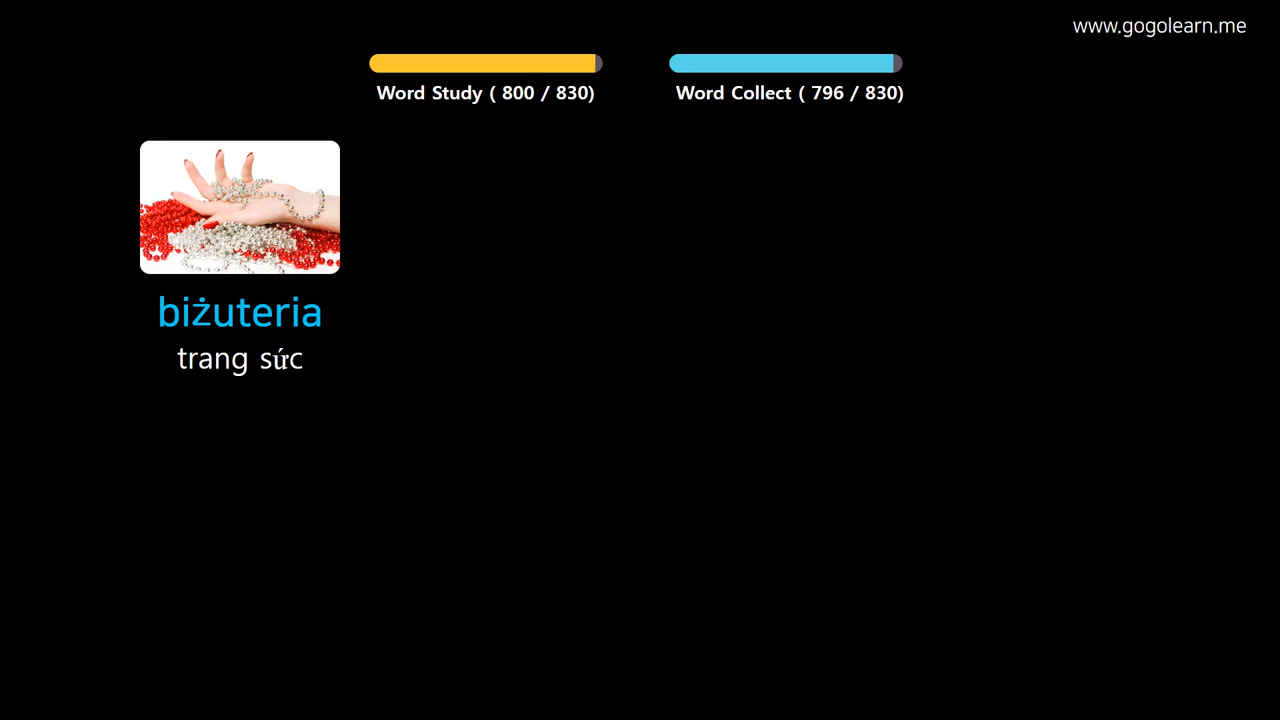 www.gogolearn.me
Word Study ( 800 / 830)
Word Collect ( 796 / 830)
biżuteria
trang sức